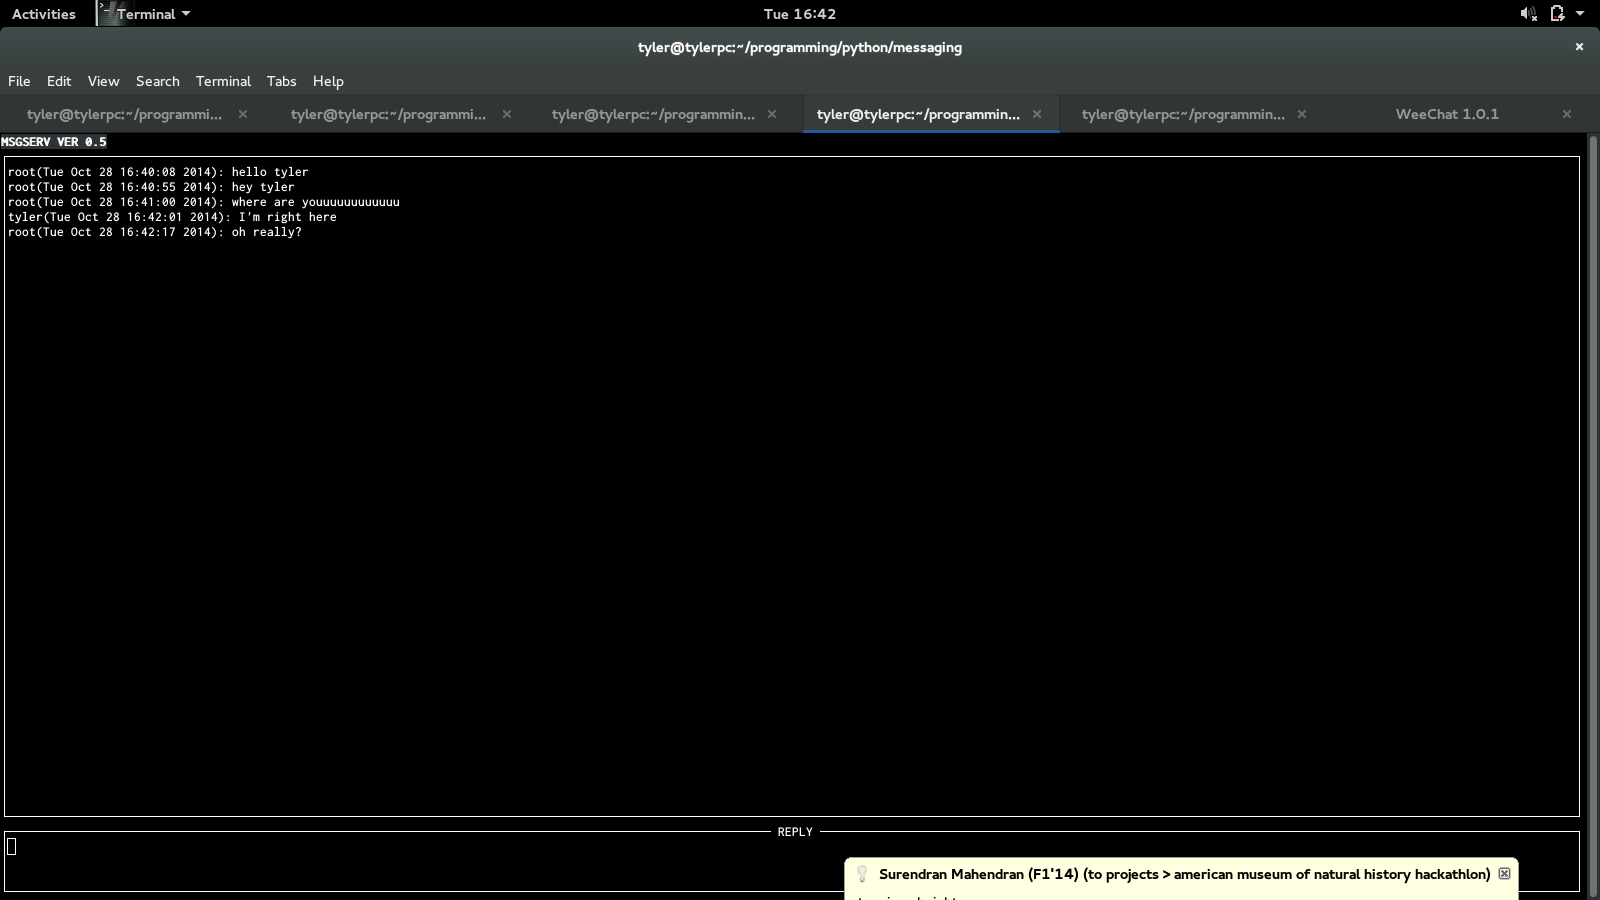 Activities Terminal Tue 16:42
tyler@tylerpc:~/programming/python/messaging
File Edit View Search Terminal Tabs Help
tyler@tylerpc:~/programmi... tyler@tylerpc:~/programmi... tyler@tylerpc:~/programmin... tyler@tylerpc:~/programmin... tyler@tylerpc:~/programmin... WeeChat 1.0.1
MSGSERV VER 0.5
root(Tue Oct 28 16:40:08 2014): hello tyler
root(Tue Oct 28 16:40:55 2014): hey tyler
root(Tue Oct 28 16:41:00 2014): where are youuuuuuuuuuuu
tyler(Tue Oct 28 16:42:01 2014): I'm right here
root(Tue Oct 28 16:42:17 2014): oh really?
REPLY
Surendran Mahendran (F1'14) (to projects > american museum of natural history hackathlon)